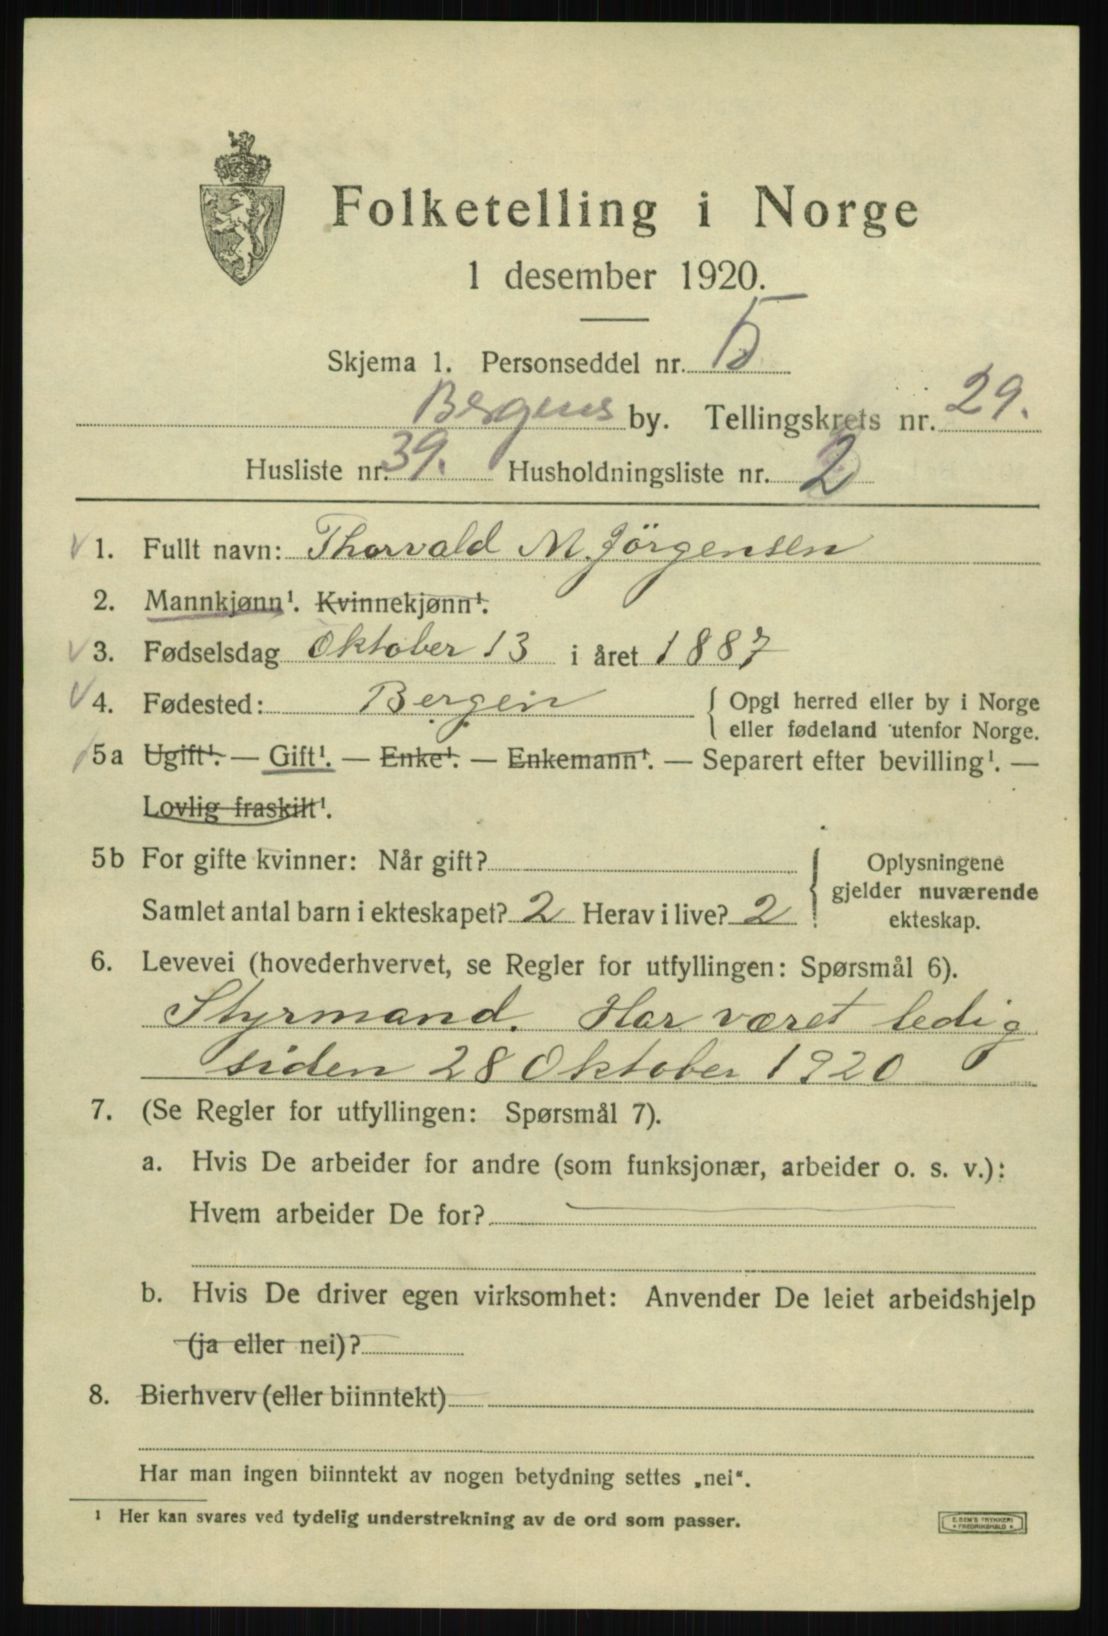 Folketelling i Norge
1 desember 1920.
Skjema 1. Personseddel nr. 5
Bergens by. Tellingskrets nr. 29.
Husliste nr. 39. Husholdningsliste nr. 2
1. Fullt navn: Thorvald M. Jörgensen
2. Mannkjønn¹. Kvinnekjønn¹.
3. Fødselsdag Oktober 13 i året 1887
4. Fødested: Bergen { Opgi herred eller by i Norge
eller fødeland utenfor Norge.
5a Ugift¹. — Gift¹. — Enke¹. — Enkemann¹. — Separert efter bevilling¹. —
Lovlig fraskilt¹.
5b For gifte kvinner: Når gift? { Oplysningene
gjelder nuværende
Samlet antal barn i ekteskapet? 2 Herav i live? 2 ekteskap.
6. Levevei (hovederhvervet, se Regler for utfyllingen: Spørsmål 6).
Styrmand. Har været ledig
siden 28 Oktober 1920
7. (Se Regler for utfyllingen: Spørsmål 7).
a. Hvis De arbeider for andre (som funksjonær, arbeider o. s. v.):
Hvem arbeider De for?
b. Hvis De driver egen virksomhet: Anvender De leiet arbeidshjelp
(ja eller nei)?
8. Bierhverv (eller biinntekt)
Har man ingen biinntekt av nogen betydning settes „nei“.
¹ Her kan svares ved tydelig understrekning av de ord som passer.
E. SEM'S TRYKKERI
• FREDRIKSHALD •